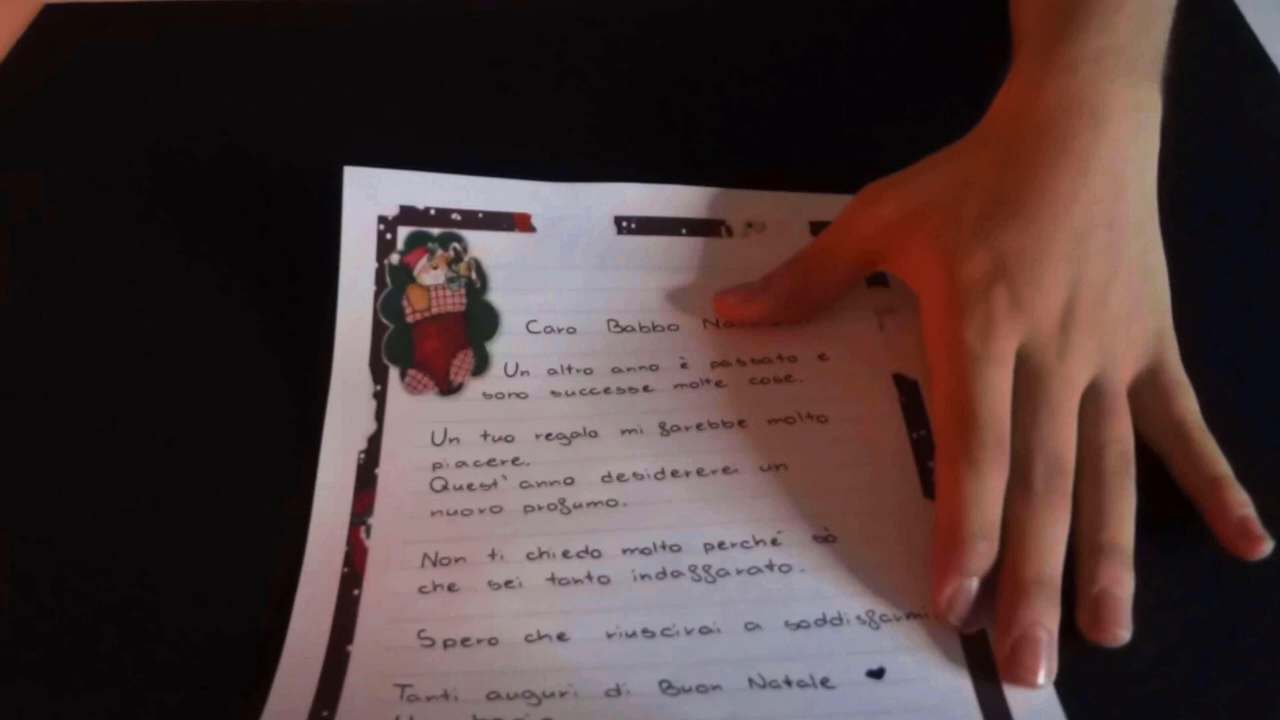 Caro Babbo Na
Un altro anno è passato e
sono successe molte cose.
Un tuo regalo mi farebbe molto
piacere.
Quest' anno desidererei un
nuovo profumo.
Non ti chiedo molto perché sò
che sei tanto indaffarato.
Spero che riuscirai a soddisfarmi
Tanti auguri di Buon Natale